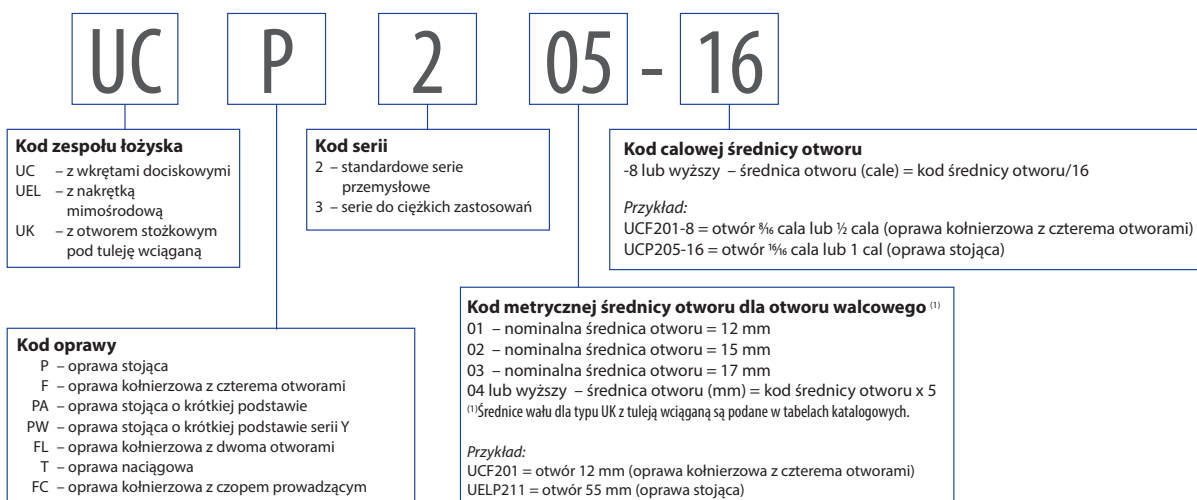 UC P 2 05 - 16
Kod zespołu łożyska
UC – z wkrętami dociskowymi
UEL – z nakrętką
mimośrodową
UK – z otworem stożkowym
pod tuleję wciąganą
Kod serii
2 – standardowe serie
przemysłowe
3 – serie do ciężkich zastosowań
Kod calowej średnicy otworu
-8 lub wyższy – średnica otworu (cale) = kod średnicy otworu/16
Przykład:
UCF201-8 = otwór 8⁄16 cala lub ½ cala (oprawa kołnierzowa z czterema otworami)
UCP205-16 = otwór 16⁄16 cala lub 1 cal (oprawa stojąca)
Kod oprawy
P – oprawa stojąca
F – oprawa kołnierzowa z czterema otworami
PA – oprawa stojąca o krótkiej podstawie
PW – oprawa stojąca o krótkiej podstawie serii Y
FL – oprawa kołnierzowa z dwoma otworami
T – oprawa naciągowa
FC – oprawa kołnierzowa z czopem prowadzącym
Kod metrycznej średnicy otworu dla otworu walcowego (1)
01 – nominalna średnica otworu = 12 mm
02 – nominalna średnica otworu = 15 mm
03 – nominalna średnica otworu = 17 mm
04 lub wyższy – średnica otworu (mm) = kod średnicy otworu x 5
(1)Średnice wału dla typu UK z tuleją wciąganą są podane w tabelach katalogowych.
Przykład:
UCF201 = otwór 12 mm (oprawa kołnierzowa z czterema otworami)
UELP211 = otwór 55 mm (oprawa stojąca)